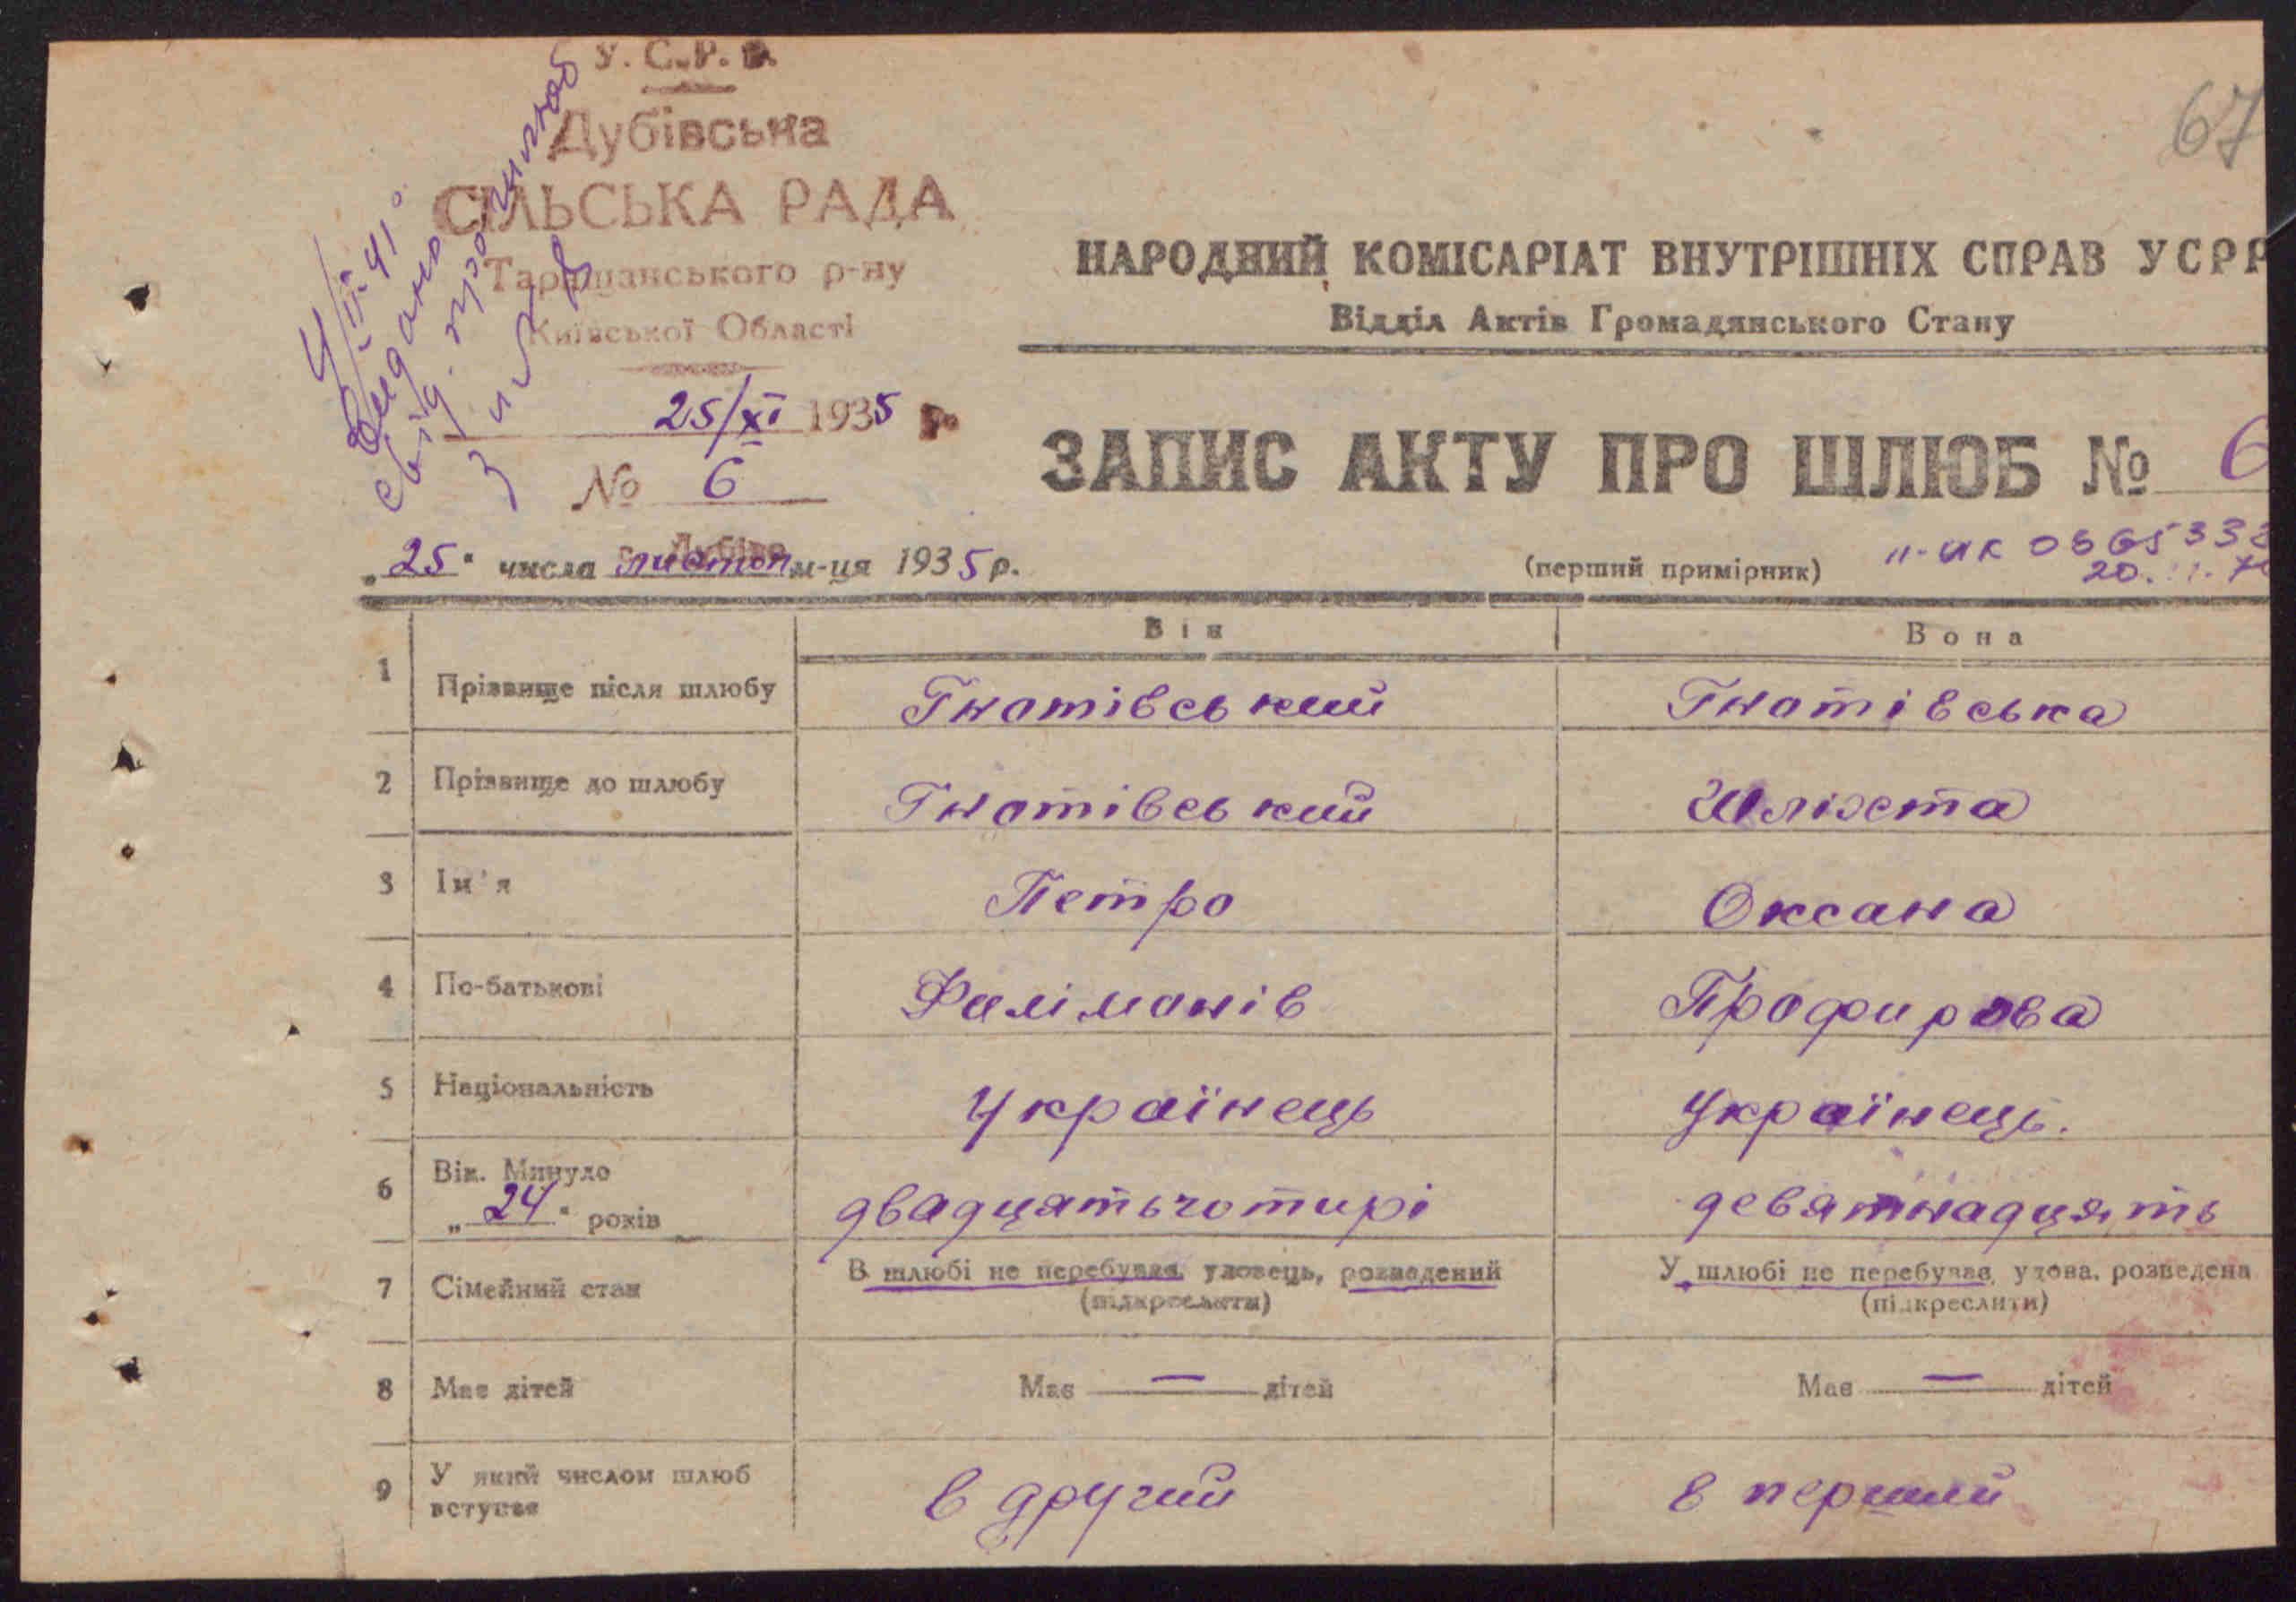 У. С. Р. Р.
Дубівська
СІЛЬСЬКА РАДА
Таращанського р-ну
Київської Області
25/XI 1935 р.
№ 6
67
НАРОДНИЙ КОМІСАРІАТ ВНУТРІШНІХ СПРАВ УСРР
Відділ Актів Громадянського Стану
ЗАПИС АКТУ ПРО ШЛЮБ № 6
„25" числа листоп м-ця 1935 р.
(перший примірник)
20.
Він Вона
1 Прізвище після шлюбу Гнатівський Гнатівська
2 Прізвище до шлюбу Гнатівський Шляхта
3 Ім'я Петро Оксана
4 По-батькові Филімонів Профирова
5 Національність Українець Українець.
6 Вік. Минуло „24" років двадцятьчотирі девятнадцять
7 Сімейний стан В шлюбі не перебував, удовець, розведений (підкреслити) У шлюбі не перебував, удова, розведена (підкреслити)
8 Має дітей Має — дітей Має — дітей
9 У який числом шлюб вступає в другий в перший